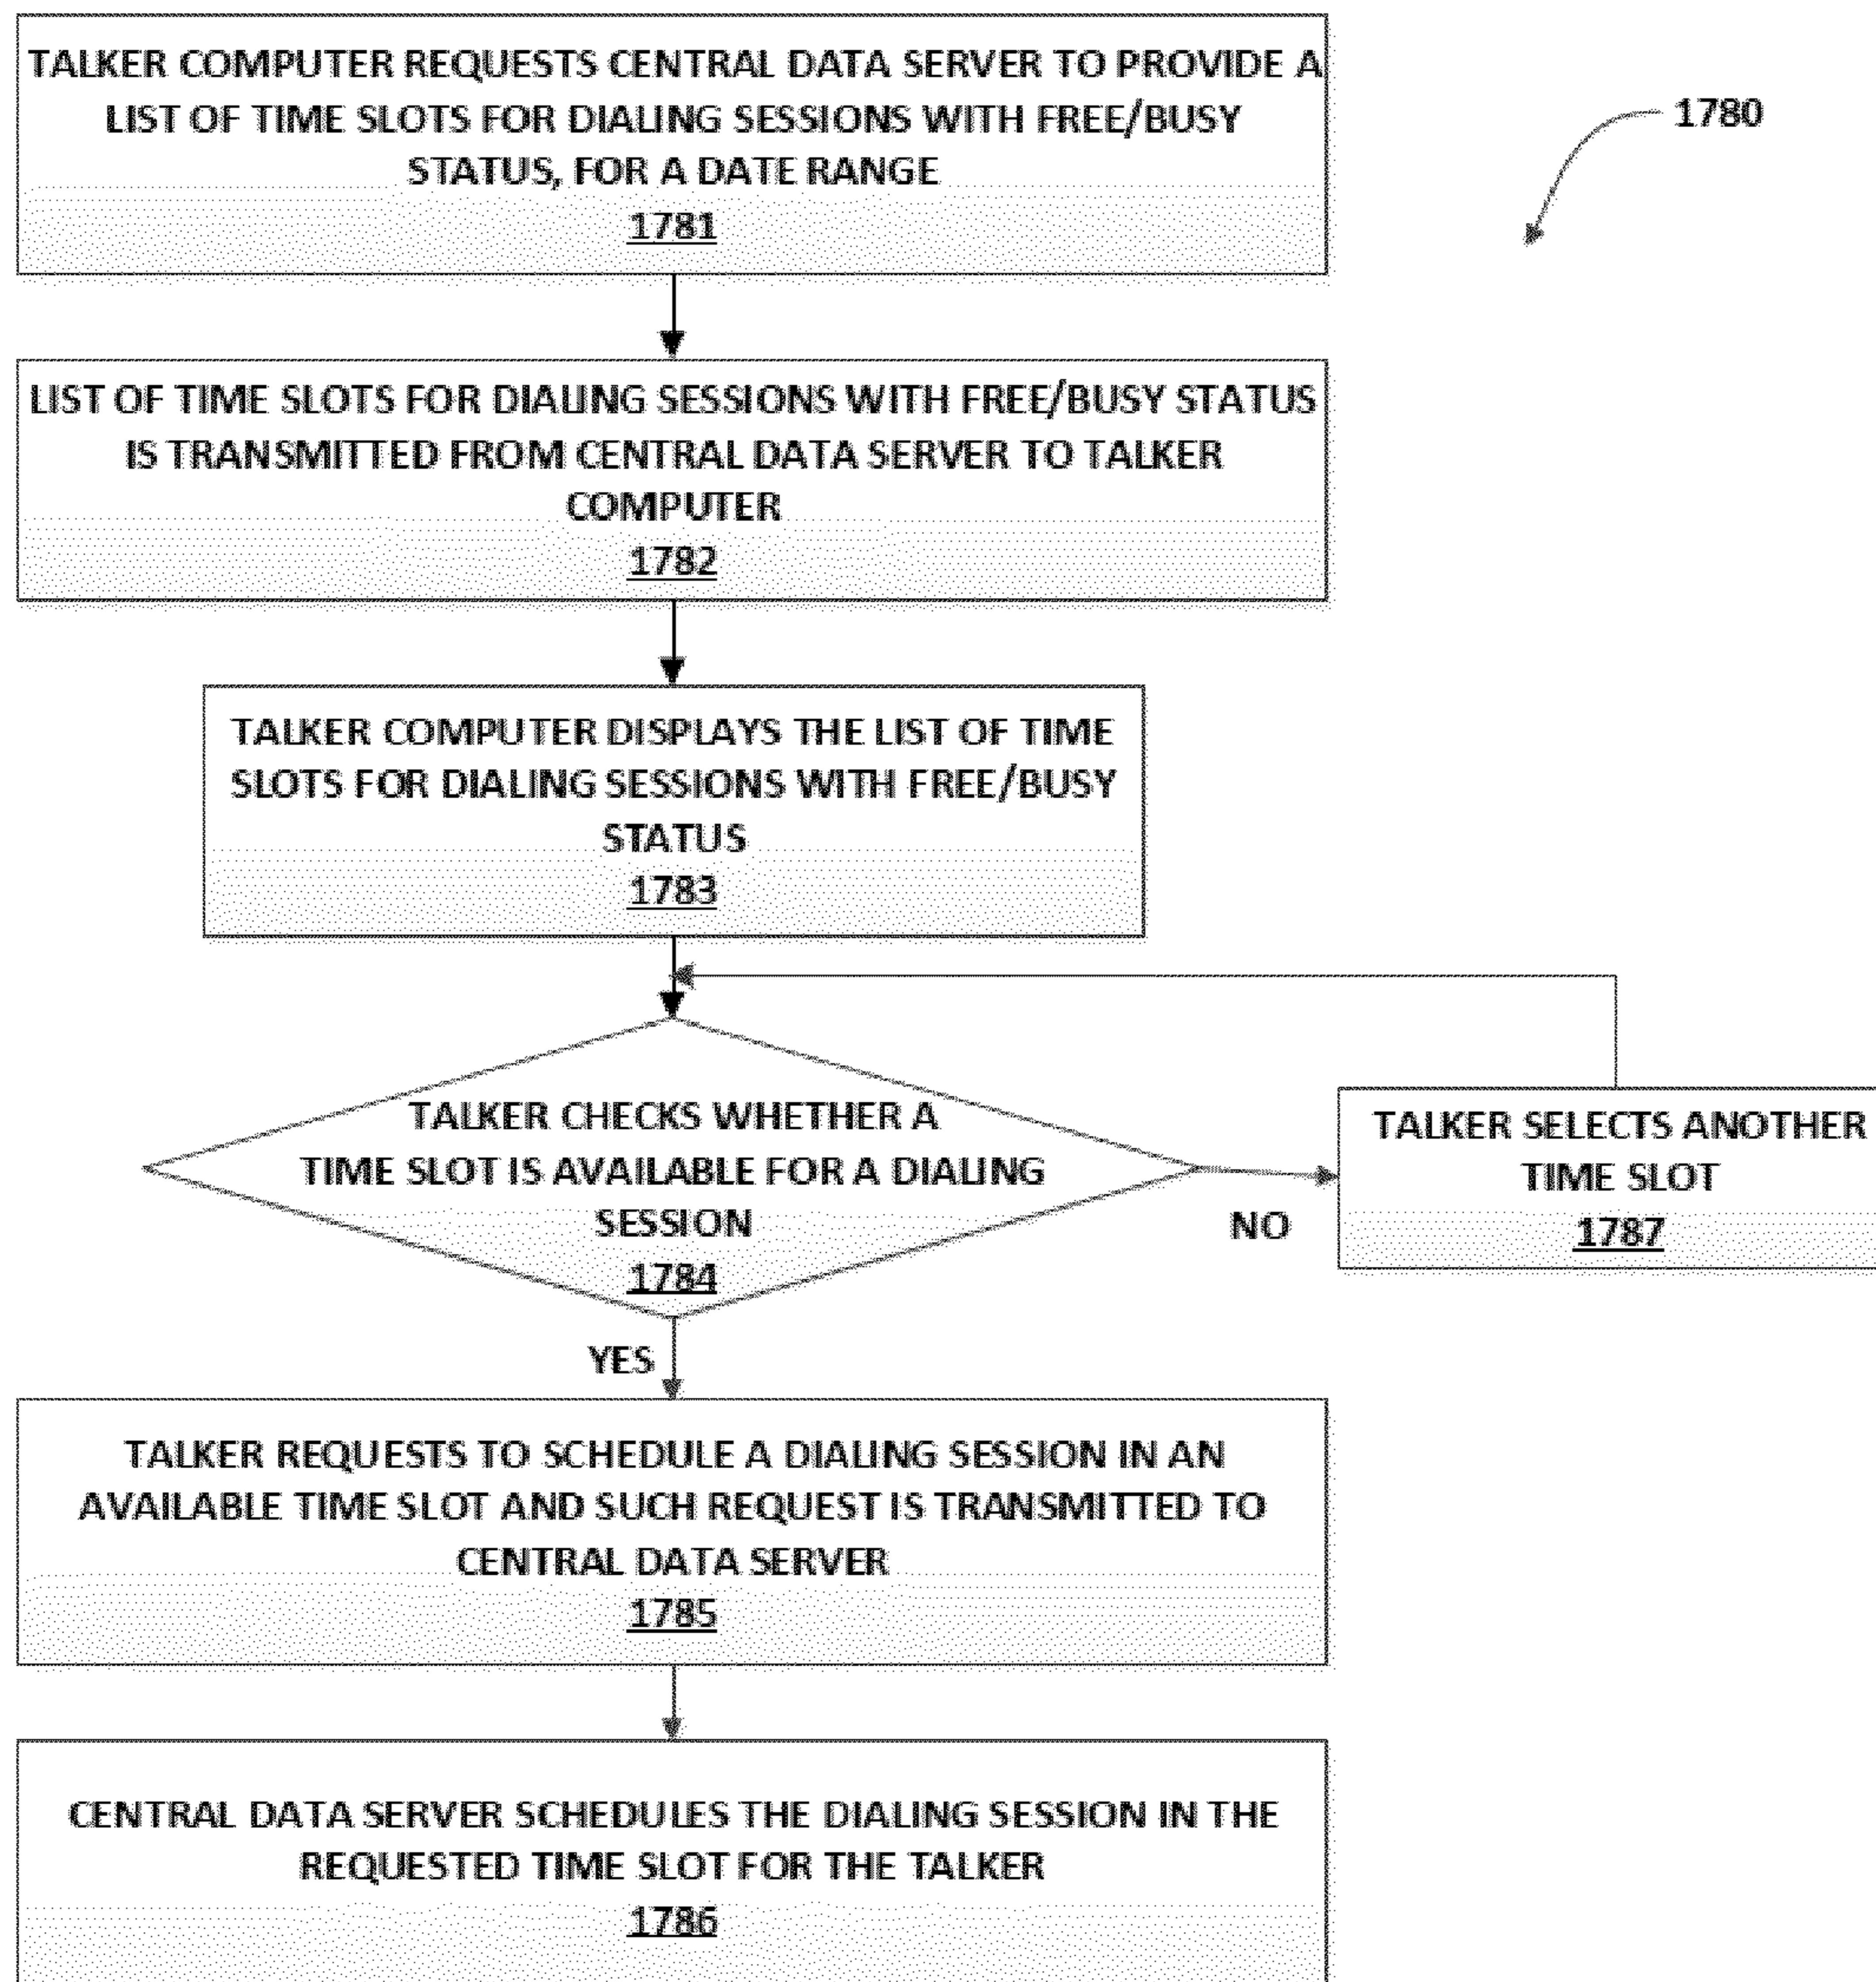 TALKER COMPUTER REQUESTS CENTRAL DATA SERVER TO PROVIDE A
LIST OF TIME SLOTS FOR DIALING SESSIONS WITH FREE/BUSY
STATUS, FOR A DATE RANGE
1781
1780
LIST OF TIME SLOTS FOR DIALING SESSIONS WITH FREE/BUSY STATUS
IS TRANSMITTED FROM CENTRAL DATA SERVER TO TALKER
COMPUTER
1782
TALKER COMPUTER DISPLAYS THE LIST OF TIME
SLOTS FOR DIALING SESSIONS WITH FREE/BUSY
STATUS
1783
TALKER CHECKS WHETHER A
TIME SLOT IS AVAILABLE FOR A DIALING
SESSION
1784
NO
TALKER SELECTS ANOTHER
TIME SLOT
1787
YES
TALKER REQUESTS TO SCHEDULE A DIALING SESSION IN AN
AVAILABLE TIME SLOT AND SUCH REQUEST IS TRANSMITTED TO
CENTRAL DATA SERVER
1785
CENTRAL DATA SERVER SCHEDULES THE DIALING SESSION IN THE
REQUESTED TIME SLOT FOR THE TALKER
1786